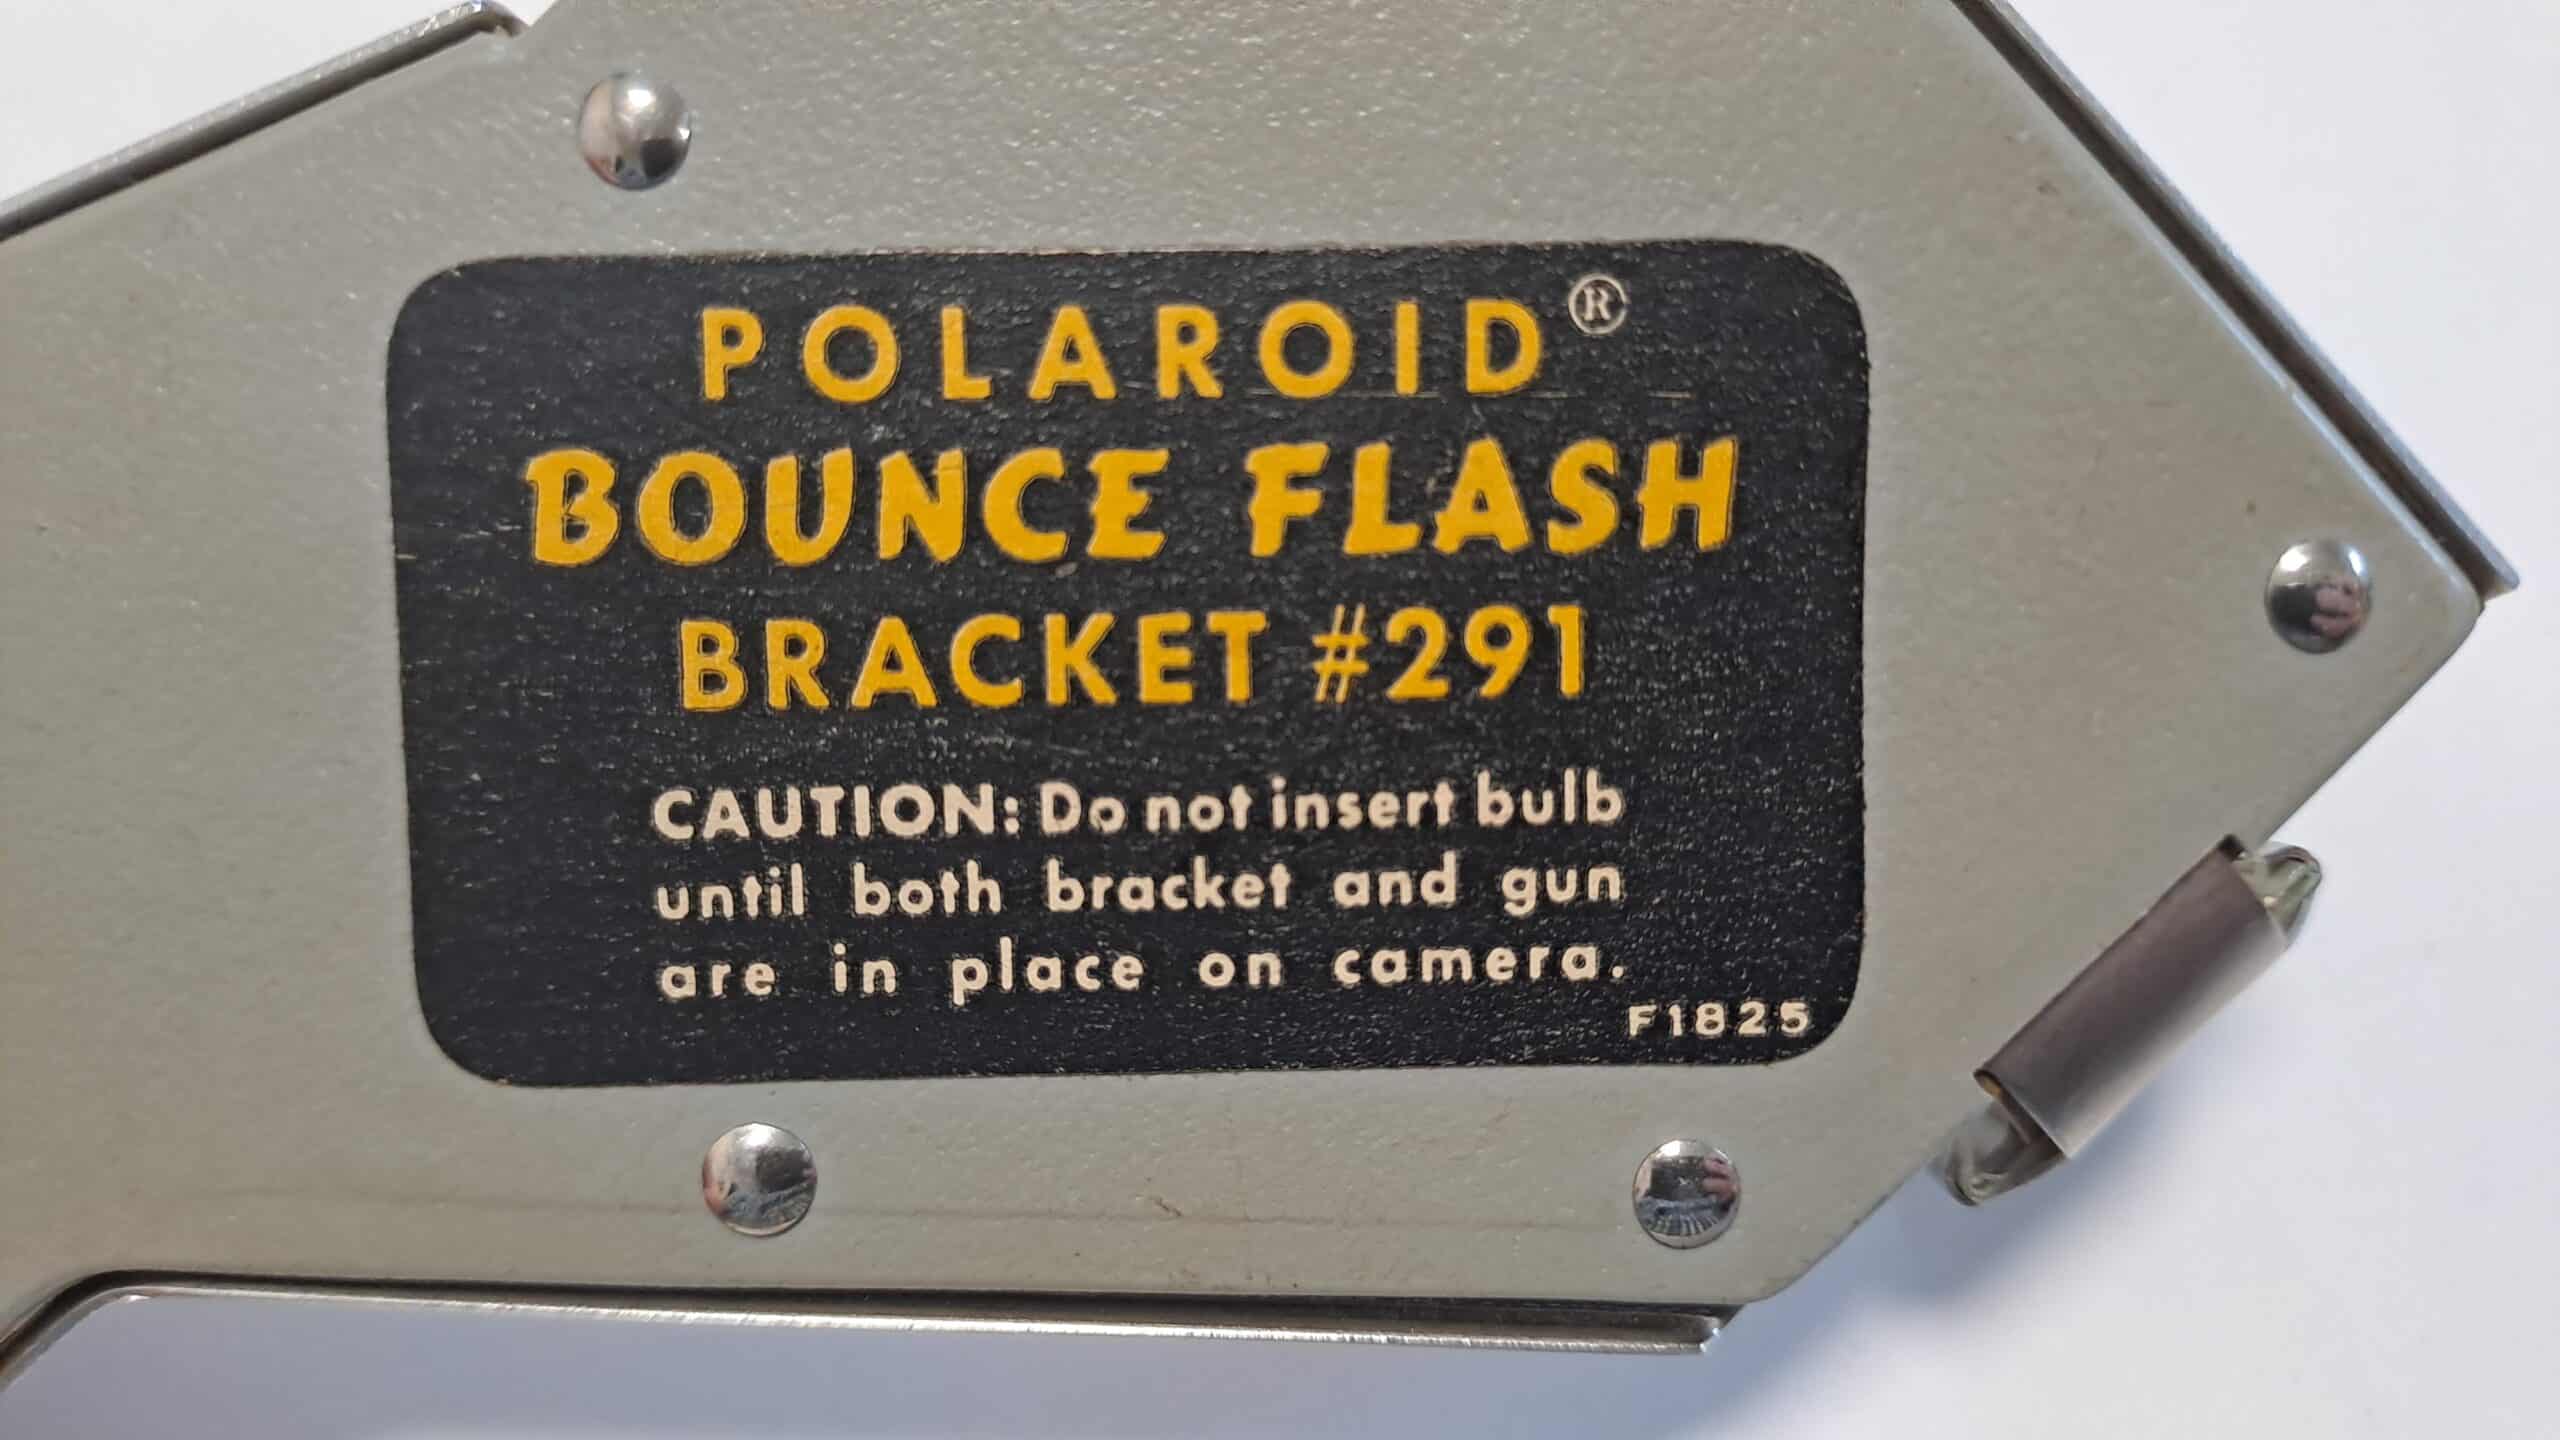 POLAROID®
BOUNCE FLASH
BRACKET #291
CAUTION: Do not insert bulb
until both bracket and gun
are in place on camera.
F1825